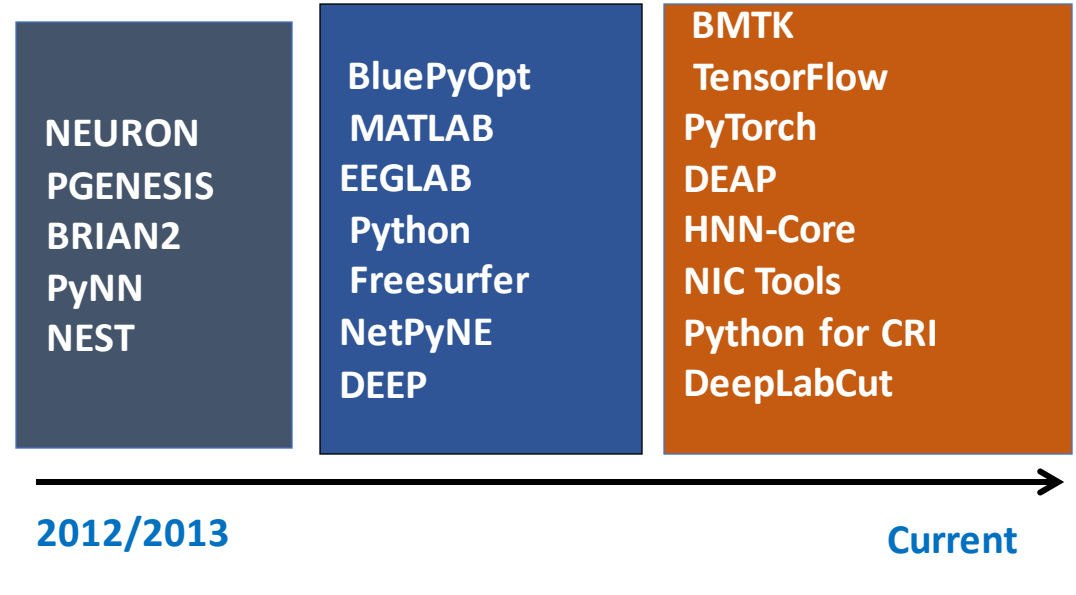 NEURON
PGENESIS
BRIAN2
PyNN
NEST
BluePyOpt
MATLAB
EEGLAB
Python
Freesurfer
NetPyNE
DEEP
BMTK
TensorFlow
PyTorch
DEAP
HNN-Core
NIC Tools
Python for CRI
DeepLabCut
2012/2013
Current